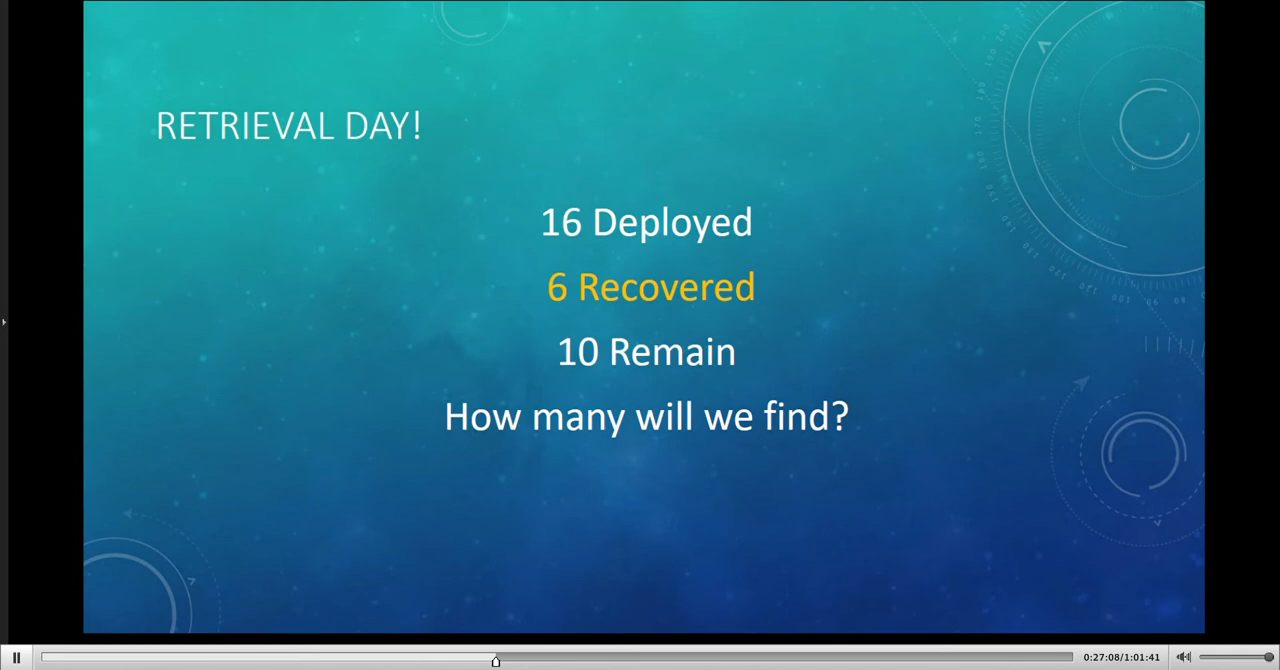 RETRIEVAL DAY!
16 Deployed
6 Recovered
10 Remain
How many will we find?
0:27:08/1:01:41